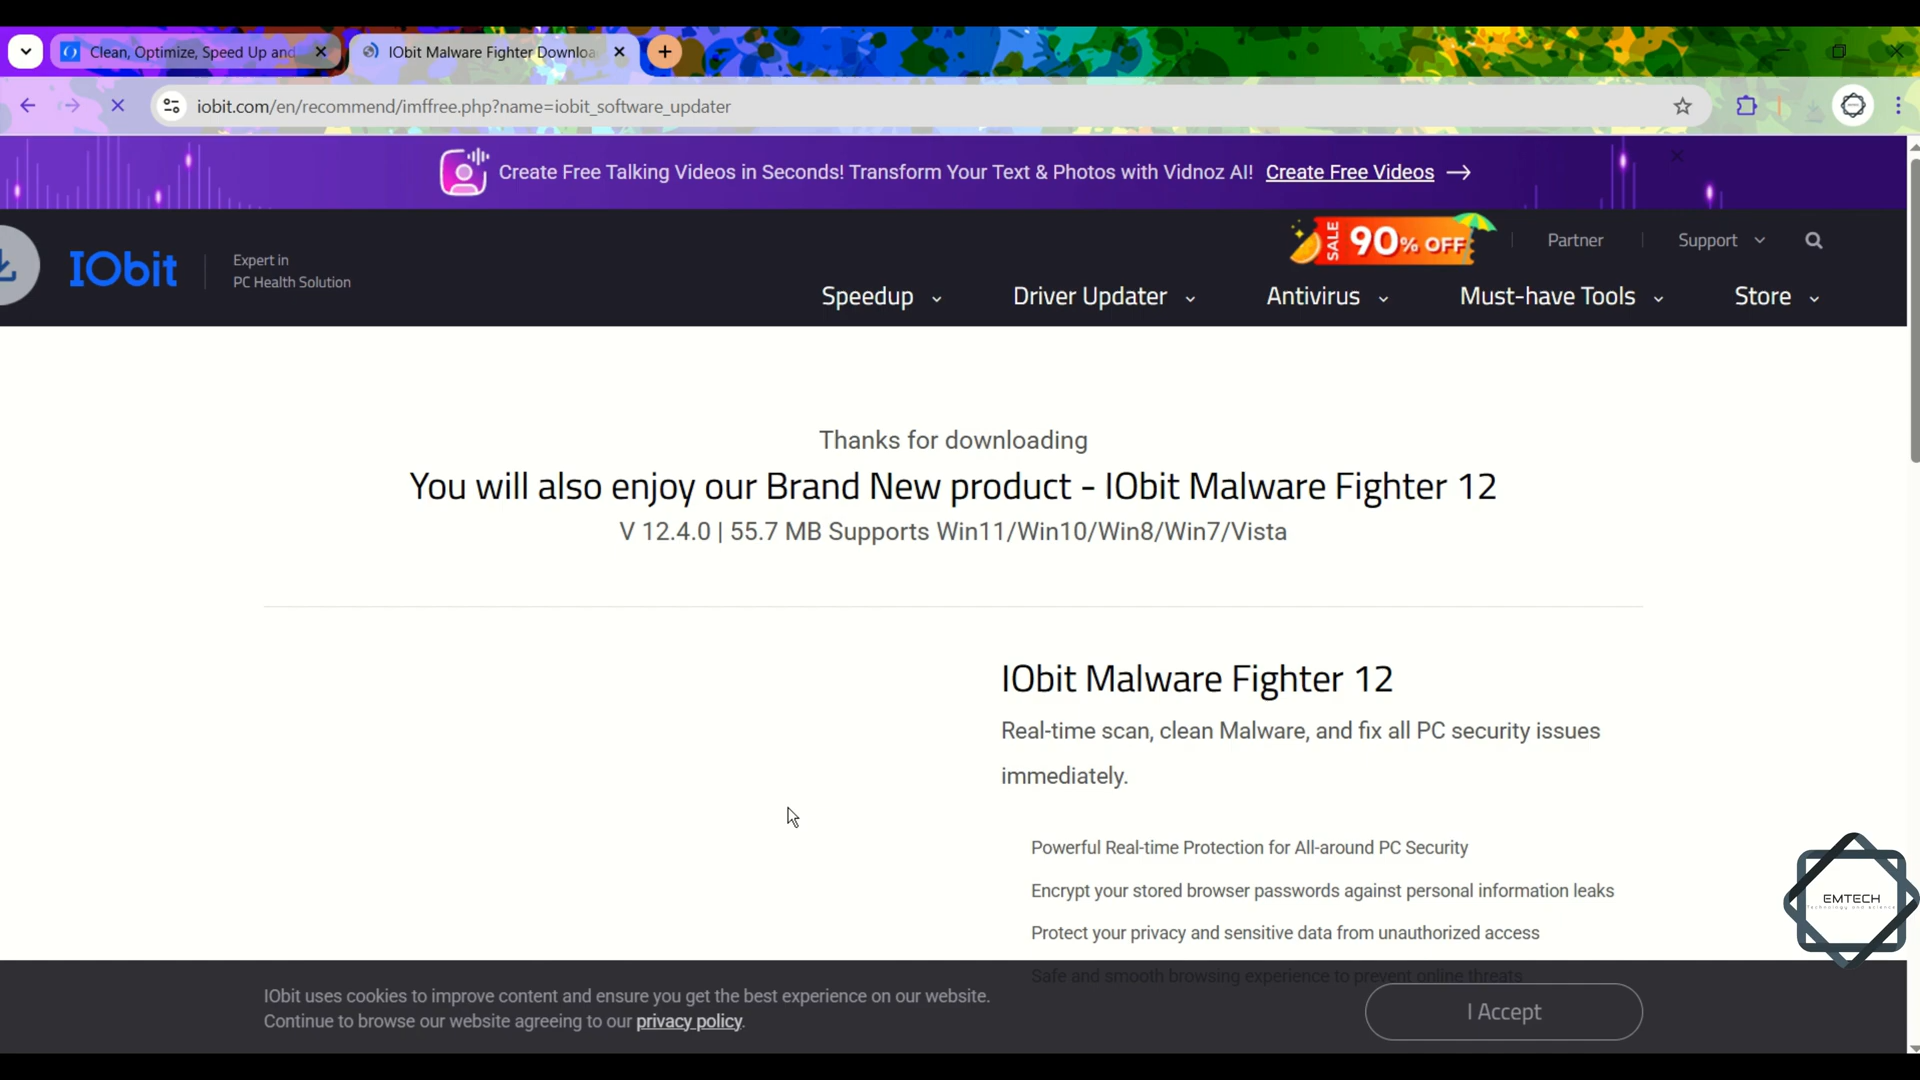 Clean, Optimize, Speed Up and
IObit Malware Fighter Downloa
iobit.com/en/recommend/imffree.php?name=iobit_software_updater
Create Free Talking Videos in Seconds! Transform Your Text & Photos with Vidnoz AI! Create Free Videos
IObit
Expert in
PC Health Solution
SALE 90% OFF
Partner
Support
Speedup
Driver Updater
Antivirus
Must-have Tools
Store
Thanks for downloading
You will also enjoy our Brand New product - IObit Malware Fighter 12
V 12.4.0 | 55.7 MB Supports Win11/Win10/Win8/Win7/Vista
IObit Malware Fighter 12
Real-time scan, clean Malware, and fix all PC security issues
immediately.
Powerful Real-time Protection for All-around PC Security
Encrypt your stored browser passwords against personal information leaks
Protect your privacy and sensitive data from unauthorized access
Safe and smooth browsing experience to prevent online threats
EMTECH
Technology and science
IObit uses cookies to improve content and ensure you get the best experience on our website.
Continue to browse our website agreeing to our privacy policy.
I Accept